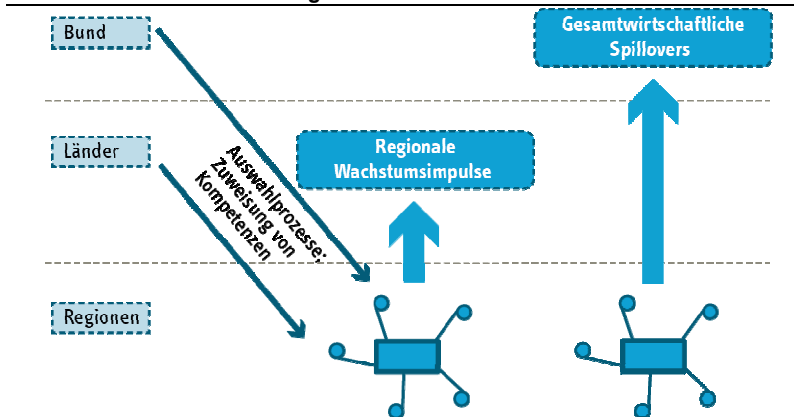 Bund
Gesamtwirtschaftliche
Spillovers
Länder
Regionale
Wachstumsimpulse
Auswahlprozesse;
Zuweisung von
Kompetenzen
Regionen